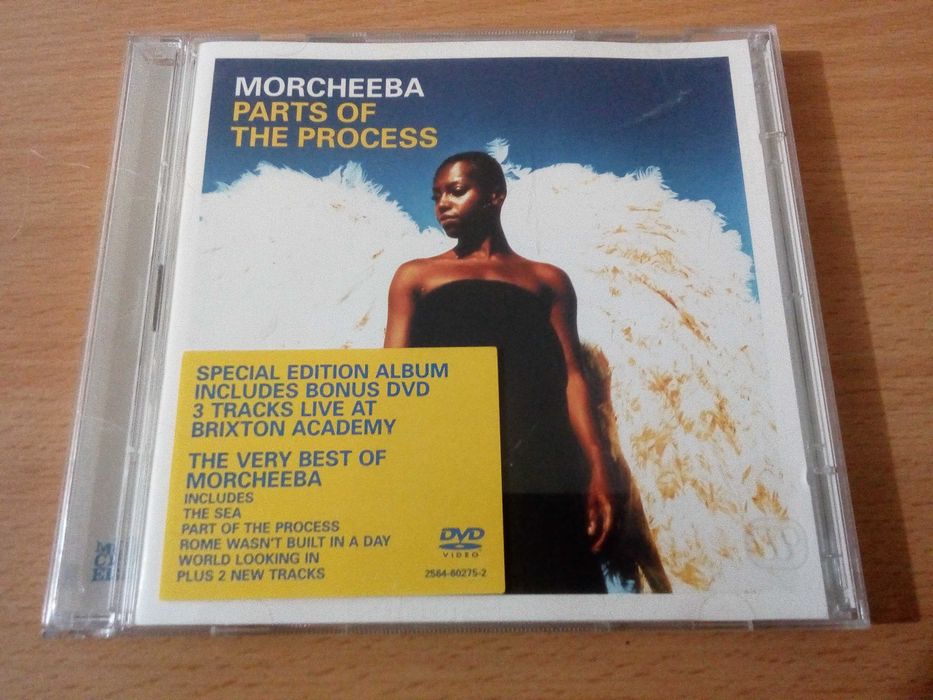 MORCHEEBA
PARTS OF
THE PROCESS
SPECIAL EDITION ALBUM
INCLUDES BONUS DVD
3 TRACKS LIVE AT
BRIXTON ACADEMY
THE VERY BEST OF
MORCHEEBA
INCLUDES
THE SEA
PART OF THE PROCESS
ROME WASN'T BUILT IN A DAY
WORLD LOOKING IN
PLUS 2 NEW TRACKS
DVD
VIDEO
2564-60275-2